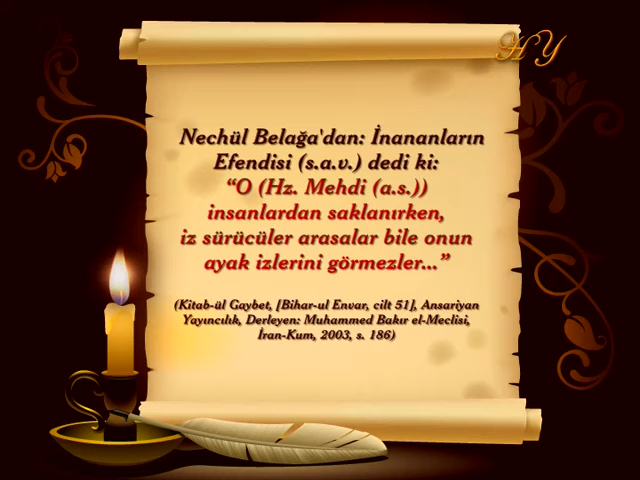 HY
Nechül Belağa'dan: İnananların
Efendisi (s.a.v.) dedi ki:
“O (Hz. Mehdi (a.s.))
insanlardan saklanırken,
iz sürücüler arasalar bile onun
ayak izlerini görmezler...”
(Kitab-ül Gaybet, [Bihar-ul Envar, cilt 51], Ansariyan
Yayıncılık, Derleyen: Muhammed Bakır el-Meclisi,
İran-Kum, 2003, s. 186)